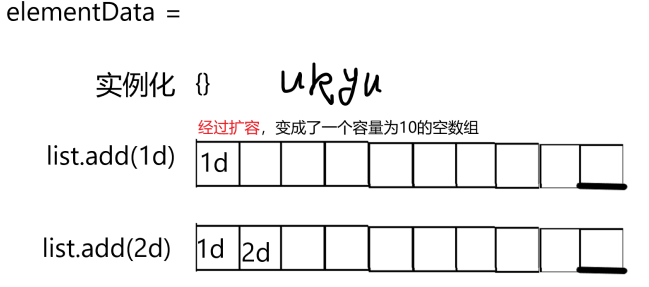 elementData =
实例化 {} ukyu
经过扩容，变成了一个容量为10的空数组
list.add(1d) 1d
list.add(2d) 1d 2d